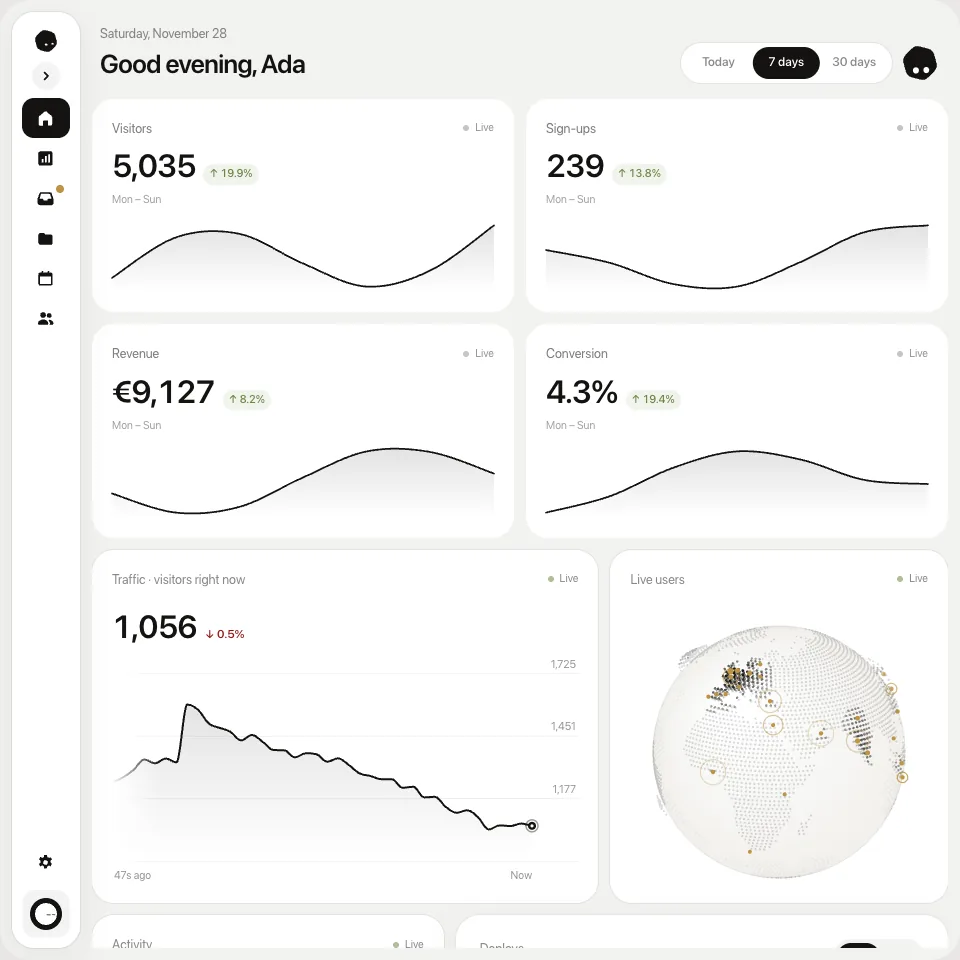 Saturday, November 28
Good evening, Ada
Today
7 days
30 days
Visitors
Live
5,035
↑ 19.9%
Mon – Sun
Sign-ups
Live
239
↑ 13.8%
Mon – Sun
Revenue
Live
€9,127
↑ 8.2%
Mon – Sun
Conversion
Live
4.3%
↑ 19.4%
Mon – Sun
Traffic · visitors right now
Live
1,056
↓ 0.5%
1,725
1,451
1,177
47s ago
Now
Live users
Live
Activity
Live
Deploys